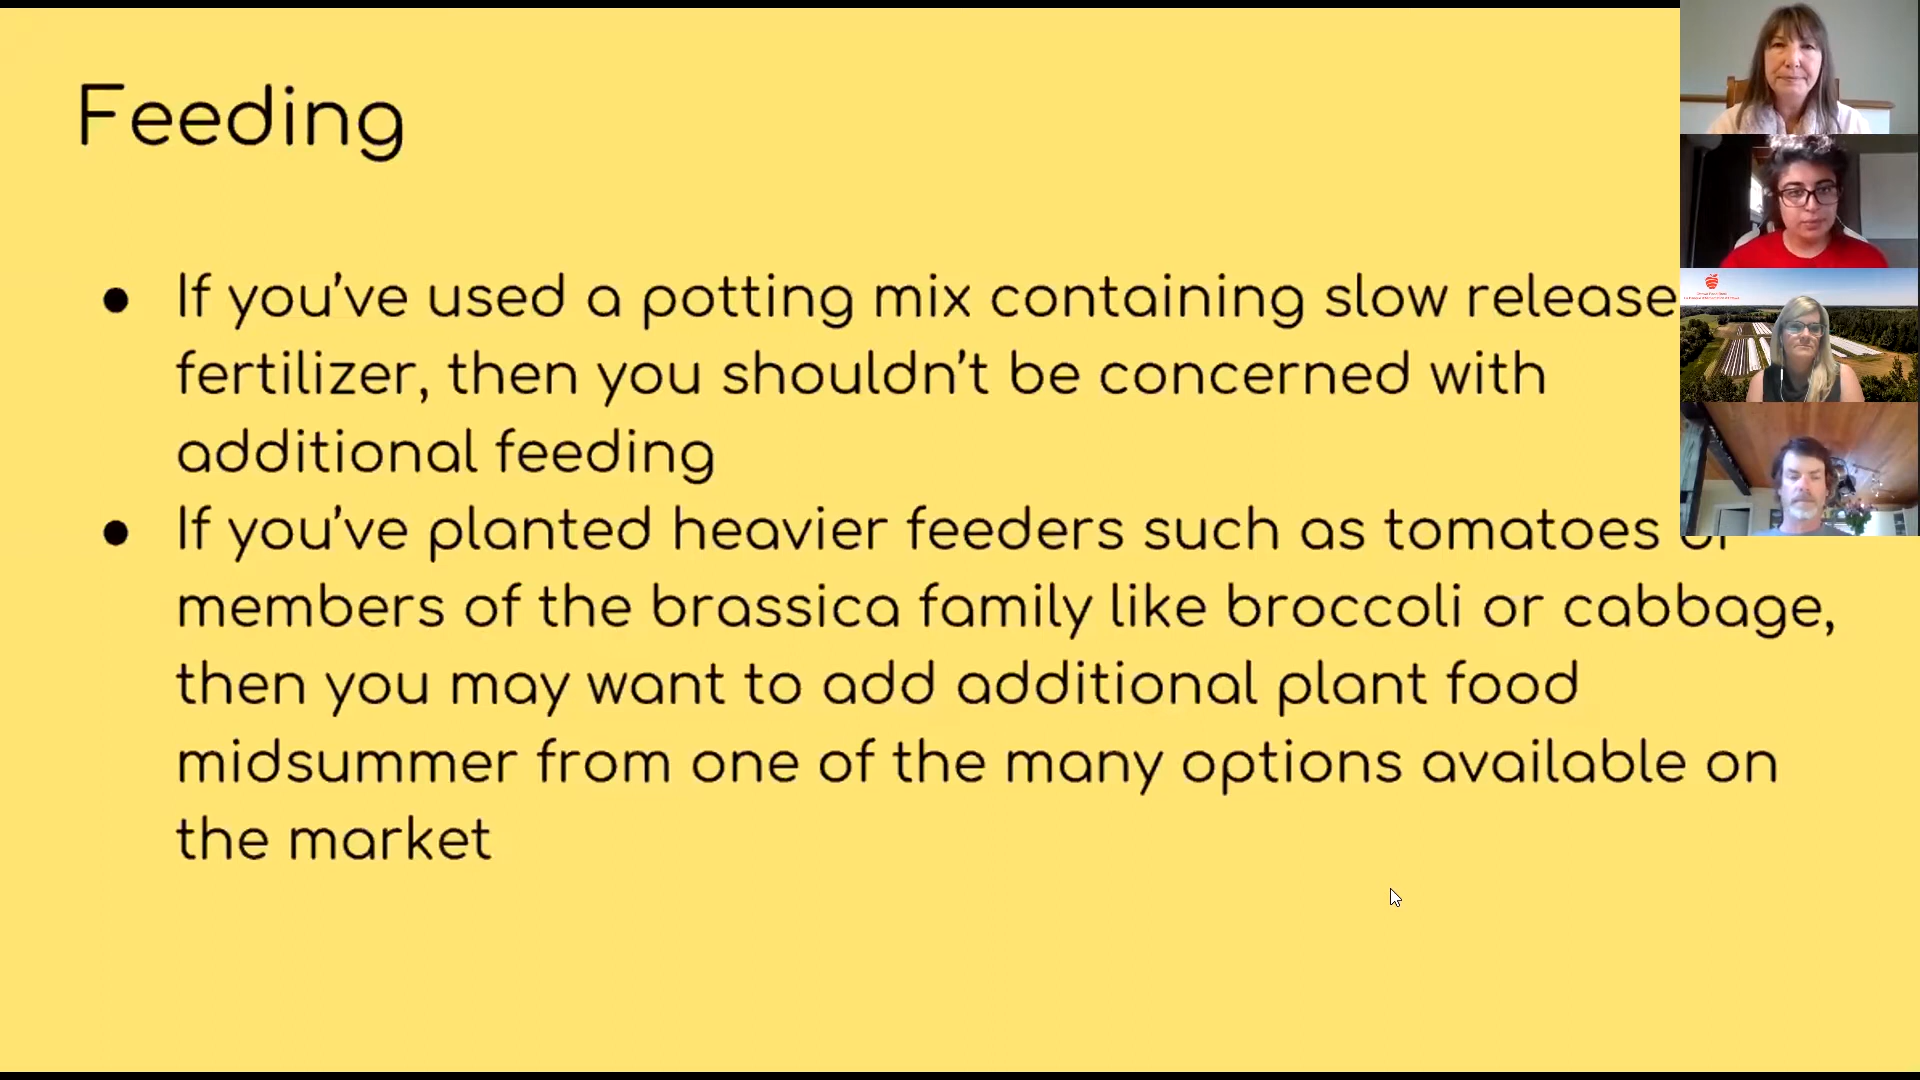 Feeding
● If you've used a potting mix containing slow release
fertilizer, then you shouldn't be concerned with
additional feeding
● If you've planted heavier feeders such as tomatoes or
members of the brassica family like broccoli or cabbage,
then you may want to add additional plant food
midsummer from one of the many options available on
the market